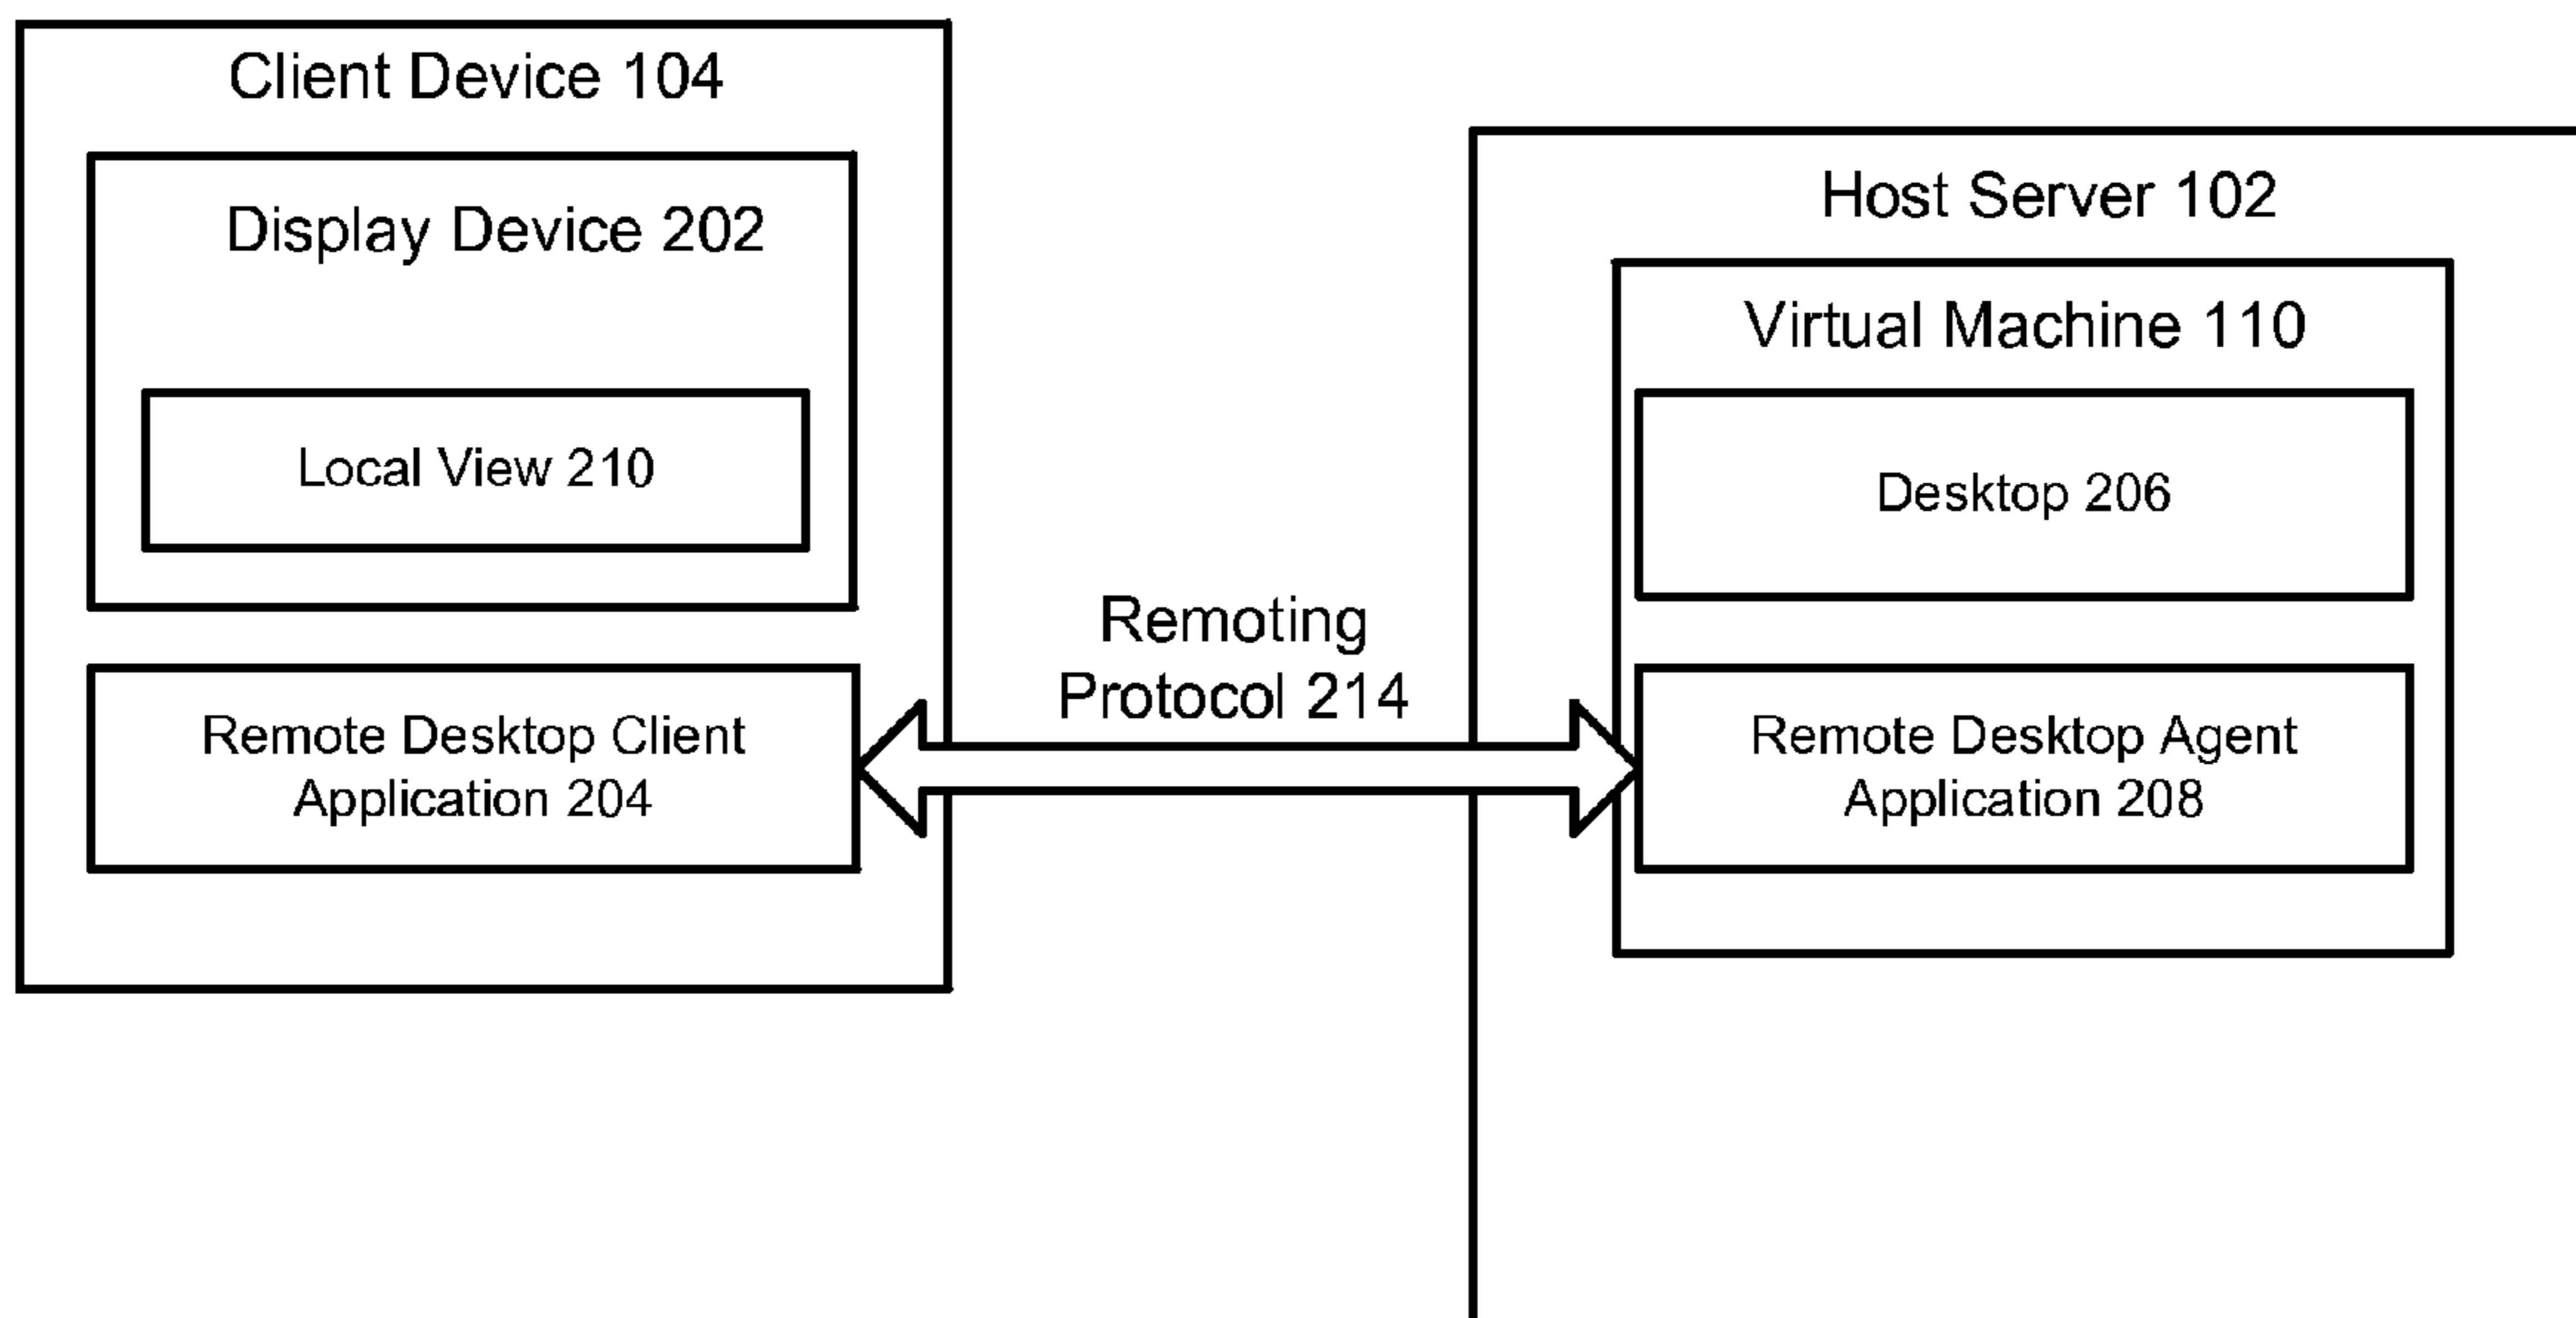 Client Device 104
Display Device 202
Local View 210
Remote Desktop Client
Application 204
Remoting
Protocol 214
Host Server 102
Virtual Machine 110
Desktop 206
Remote Desktop Agent
Application 208